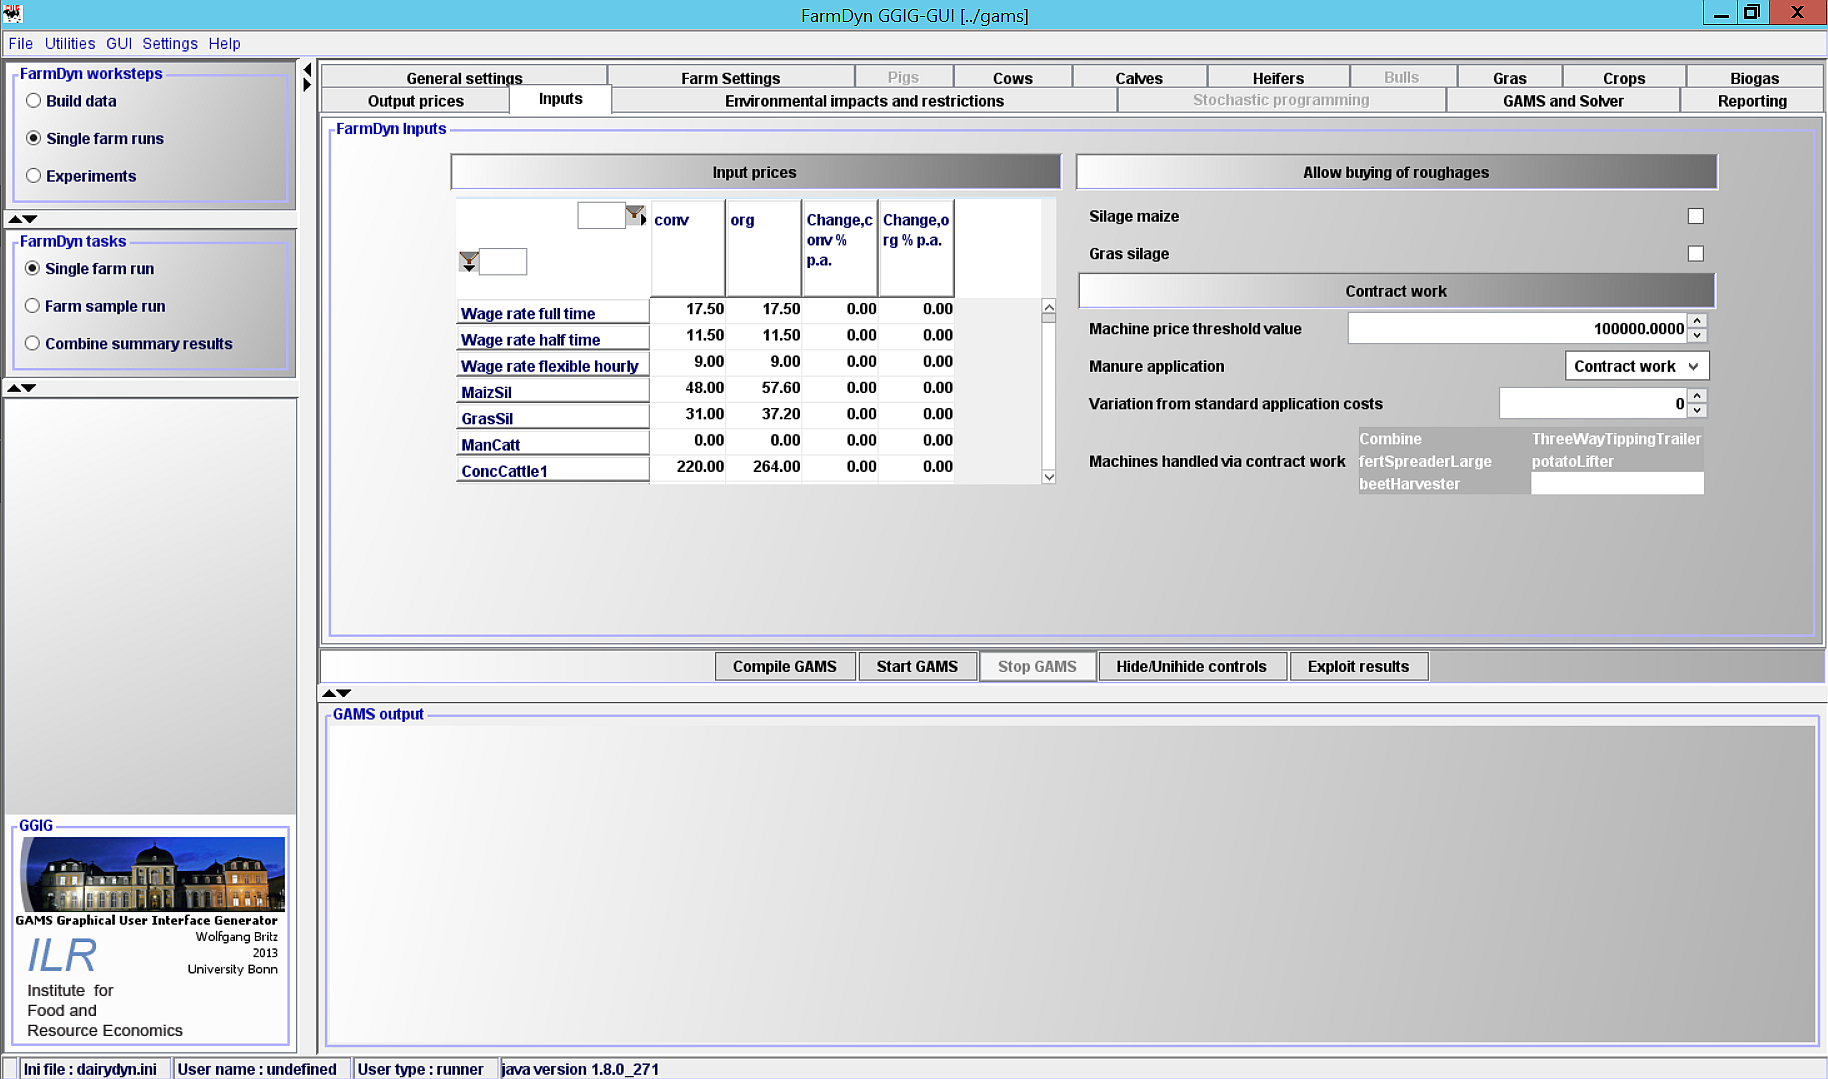 FarmDyn GGIG-GUI [../gams]
File Utilities GUI Settings Help
FarmDyn worksteps
Build data
Single farm runs
Experiments
FarmDyn tasks
Single farm run
Farm sample run
Combine summary results
GGIG
GAMS Graphical User Interface Generator
Wolfgang Britz
2013
University Bonn
ILR
Institute for
Food and
Resource Economics
General settings Farm Settings Pigs Cows Calves Heifers Bulls Gras Crops Biogas
Output prices Inputs Environmental impacts and restrictions Stochastic programming GAMS and Solver Reporting
FarmDyn Inputs
Input prices
conv org Change,c Change,o
onv % rg % p.a.
p.a.
Wage rate full time 17.50 17.50 0.00 0.00
Wage rate half time 11.50 11.50 0.00 0.00
Wage rate flexible hourly 9.00 9.00 0.00 0.00
MaizSil 48.00 57.60 0.00 0.00
GrasSil 31.00 37.20 0.00 0.00
ManCatt 0.00 0.00 0.00 0.00
ConcCattle1 220.00 264.00 0.00 0.00
Allow buying of roughages
Silage maize
Gras silage
Contract work
Machine price threshold value 100000.0000
Manure application Contract work
Variation from standard application costs 0
Machines handled via contract work
Combine ThreeWayTippingTrailer
fertSpreaderLarge potatoLifter
beetHarvester
Compile GAMS Start GAMS Stop GAMS Hide/Unihide controls Exploit results
GAMS output
Ini file : dairydyn.ini User name : undefined User type : runner java version 1.8.0_271